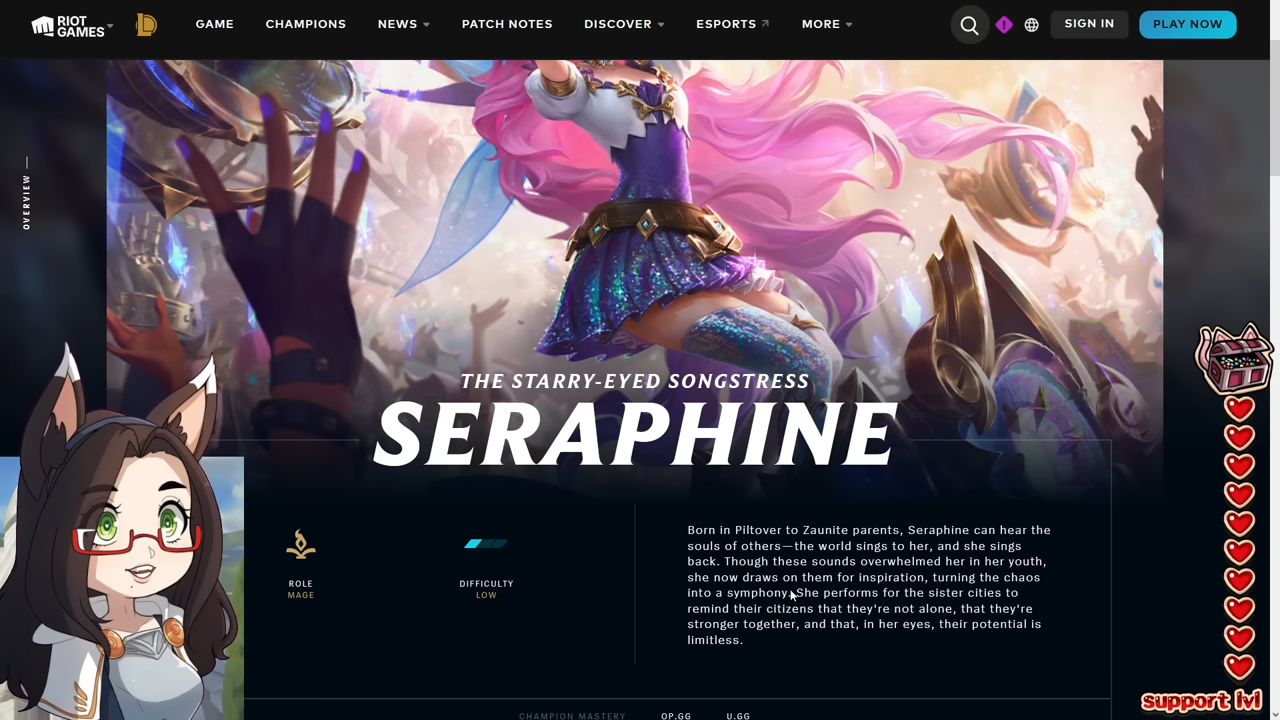 RIOT GAMES
GAME
CHAMPIONS
NEWS
PATCH NOTES
DISCOVER
ESPORTS
MORE
SIGN IN
PLAY NOW
OVERVIEW
THE STARRY-EYED SONGSTRESS
SERAPHINE
ROLE
MAGE
DIFFICULTY
LOW
Born in Piltover to Zaunite parents, Seraphine can hear the
souls of others—the world sings to her, and she sings
back. Though these sounds overwhelmed her in her youth,
she now draws on them for inspiration, turning the chaos
into a symphony. She performs for the sister cities to
remind their citizens that they're not alone, that they're
stronger together, and that, in her eyes, their potential is
limitless.
CHAMPION MASTERY
OP.GG
U.GG
support lvl